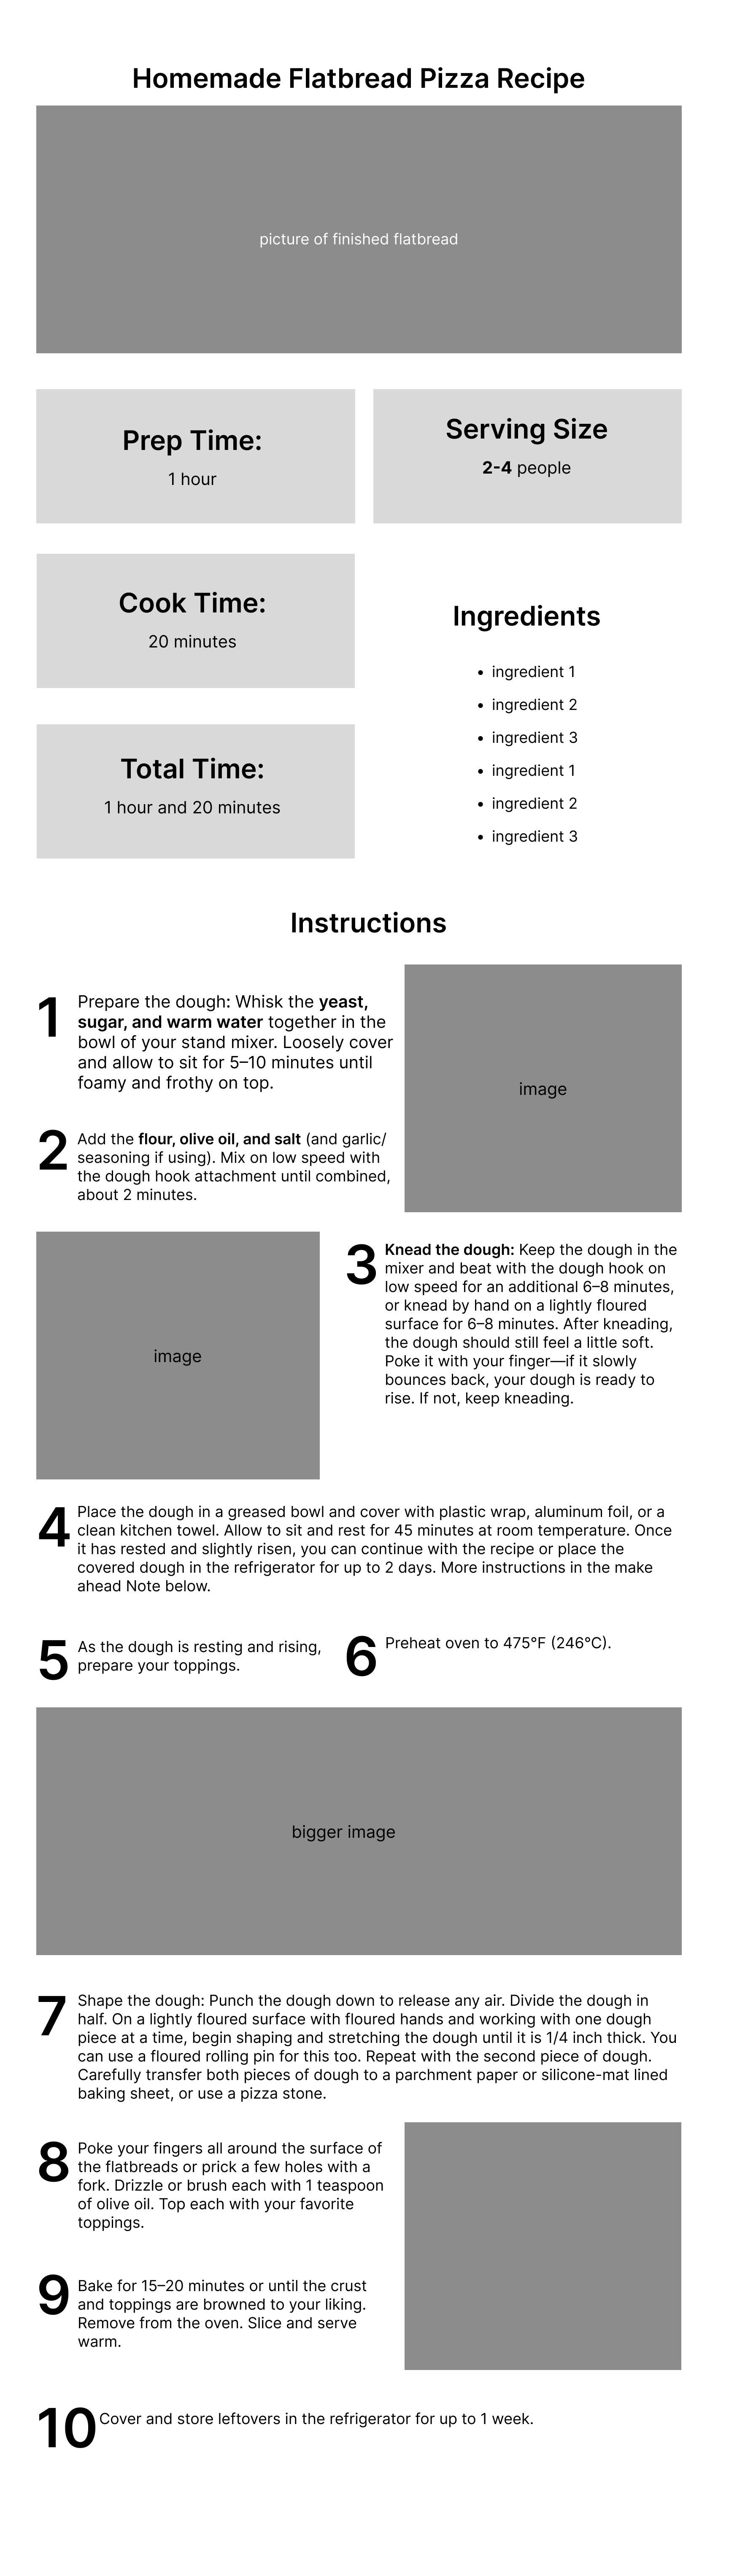 Homemade Flatbread Pizza Recipe
picture of finished flatbread
Prep Time:
1 hour
Serving Size
2-4 people
Cook Time:
20 minutes
Total Time:
1 hour and 20 minutes
Ingredients
• ingredient 1
• ingredient 2
• ingredient 3
• ingredient 1
• ingredient 2
• ingredient 3
Instructions
1
Prepare the dough: Whisk the yeast,
sugar, and warm water together in the
bowl of your stand mixer. Loosely cover
and allow to sit for 5–10 minutes until
foamy and frothy on top.
image
2
Add the flour, olive oil, and salt (and garlic/
seasoning if using). Mix on low speed with
the dough hook attachment until combined,
about 2 minutes.
image
3
Knead the dough: Keep the dough in the
mixer and beat with the dough hook on
low speed for an additional 6–8 minutes,
or knead by hand on a lightly floured
surface for 6–8 minutes. After kneading,
the dough should still feel a little soft.
Poke it with your finger—if it slowly
bounces back, your dough is ready to
rise. If not, keep kneading.
4
Place the dough in a greased bowl and cover with plastic wrap, aluminum foil, or a
clean kitchen towel. Allow to sit and rest for 45 minutes at room temperature. Once
it has rested and slightly risen, you can continue with the recipe or place the
covered dough in the refrigerator for up to 2 days. More instructions in the make
ahead Note below.
5
As the dough is resting and rising,
prepare your toppings.
6
Preheat oven to 475°F (246°C).
bigger image
7
Shape the dough: Punch the dough down to release any air. Divide the dough in
half. On a lightly floured surface with floured hands and working with one dough
piece at a time, begin shaping and stretching the dough until it is 1/4 inch thick. You
can use a floured rolling pin for this too. Repeat with the second piece of dough.
Carefully transfer both pieces of dough to a parchment paper or silicone-mat lined
baking sheet, or use a pizza stone.
8
Poke your fingers all around the surface of
the flatbreads or prick a few holes with a
fork. Drizzle or brush each with 1 teaspoon
of olive oil. Top each with your favorite
toppings.
9
Bake for 15–20 minutes or until the crust
and toppings are browned to your liking.
Remove from the oven. Slice and serve
warm.
10
Cover and store leftovers in the refrigerator for up to 1 week.